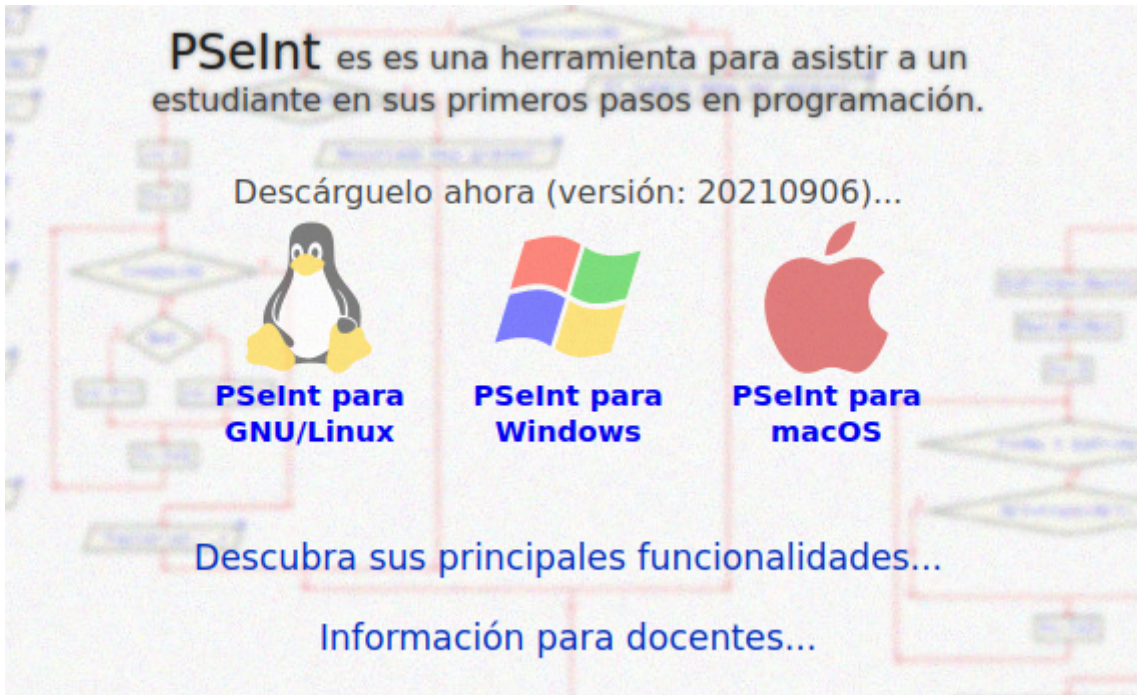 PSeInt es es una herramienta para asistir a un
estudiante en sus primeros pasos en programación.
Descárguelo ahora (versión: 20210906)...
PSeInt para
GNU/Linux
PSeInt para
Windows
PSeInt para
macOS
Descubra sus principales funcionalidades...
Información para docentes...